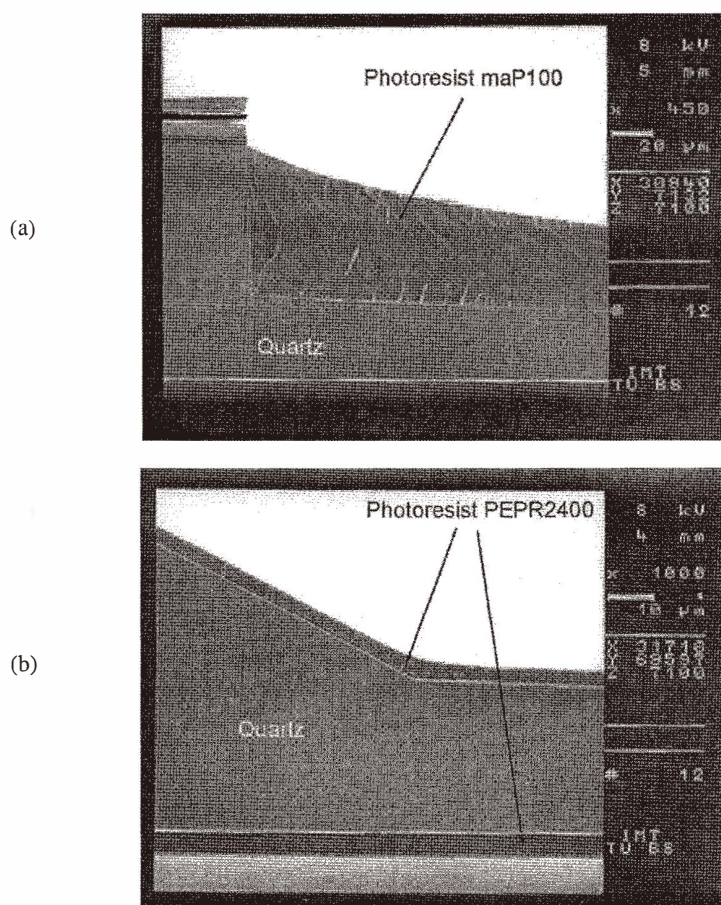 (a)
Photoresist maP100
Quartz
8 kV
5 mm
x 450
20 µm
12
IMT
TU BS
(b)
Photoresist PEPR2400
Quartz
8 kV
4 mm
x 1000
10 µm
# 12
IMT
TU BS